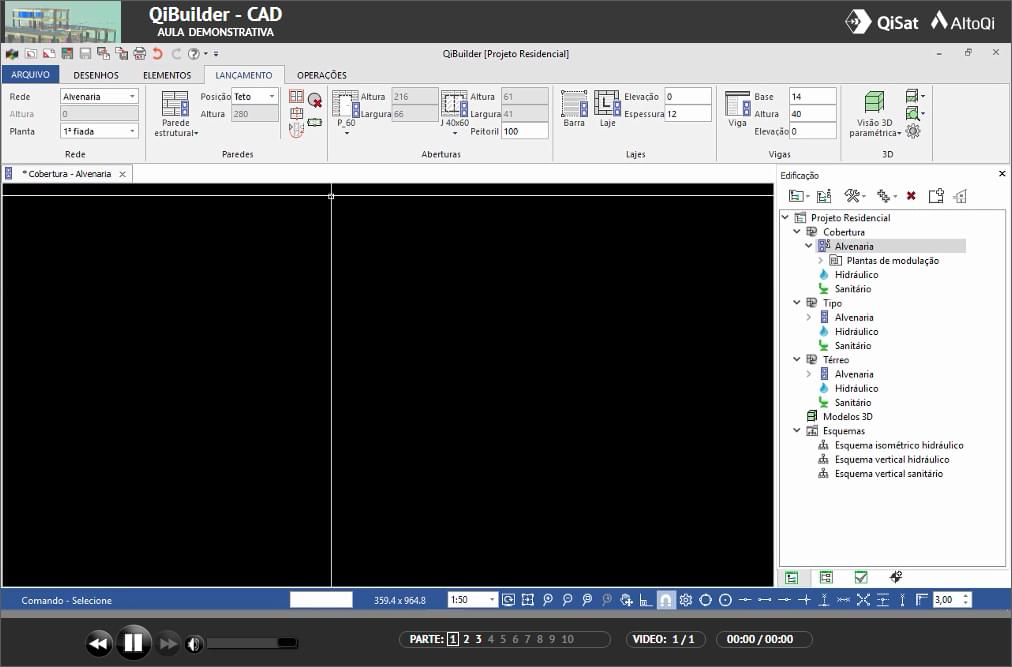 QiBuilder - CAD
AULA DEMONSTRATIVA
QiSat AltoQi
QiBuilder [Projeto Residencial]
ARQUIVO DESENHOS ELEMENTOS LANÇAMENTO OPERAÇÕES
Rede Alvenaria
Altura 0
Planta 1ª fiada
Rede
Parede estrutural
Posição Teto
Altura 280
Paredes
P_60
Altura 216
Largura 66
J 40x60
Altura 61
Largura 41
Peitoril 100
Aberturas
Barra
Laje
Elevação 0
Espessura 12
Lajes
Viga
Base 14
Altura 40
Elevação 0
Vigas
Visão 3D
paramétrica
3D
* Cobertura - Alvenaria
Edificação
Projeto Residencial
Cobertura
Alvenaria
Plantas de modulação
Hidráulico
Sanitário
Tipo
Alvenaria
Hidráulico
Sanitário
Térreo
Alvenaria
Hidráulico
Sanitário
Modelos 3D
Esquemas
Esquema isométrico hidráulico
Esquema vertical hidráulico
Esquema vertical sanitário
Comando - Selecione 359.4 x 964.8 1:50 3,00
PARTE: 1 2 3 4 5 6 7 8 9 10 VIDEO: 1 / 1 00:00 / 00:00